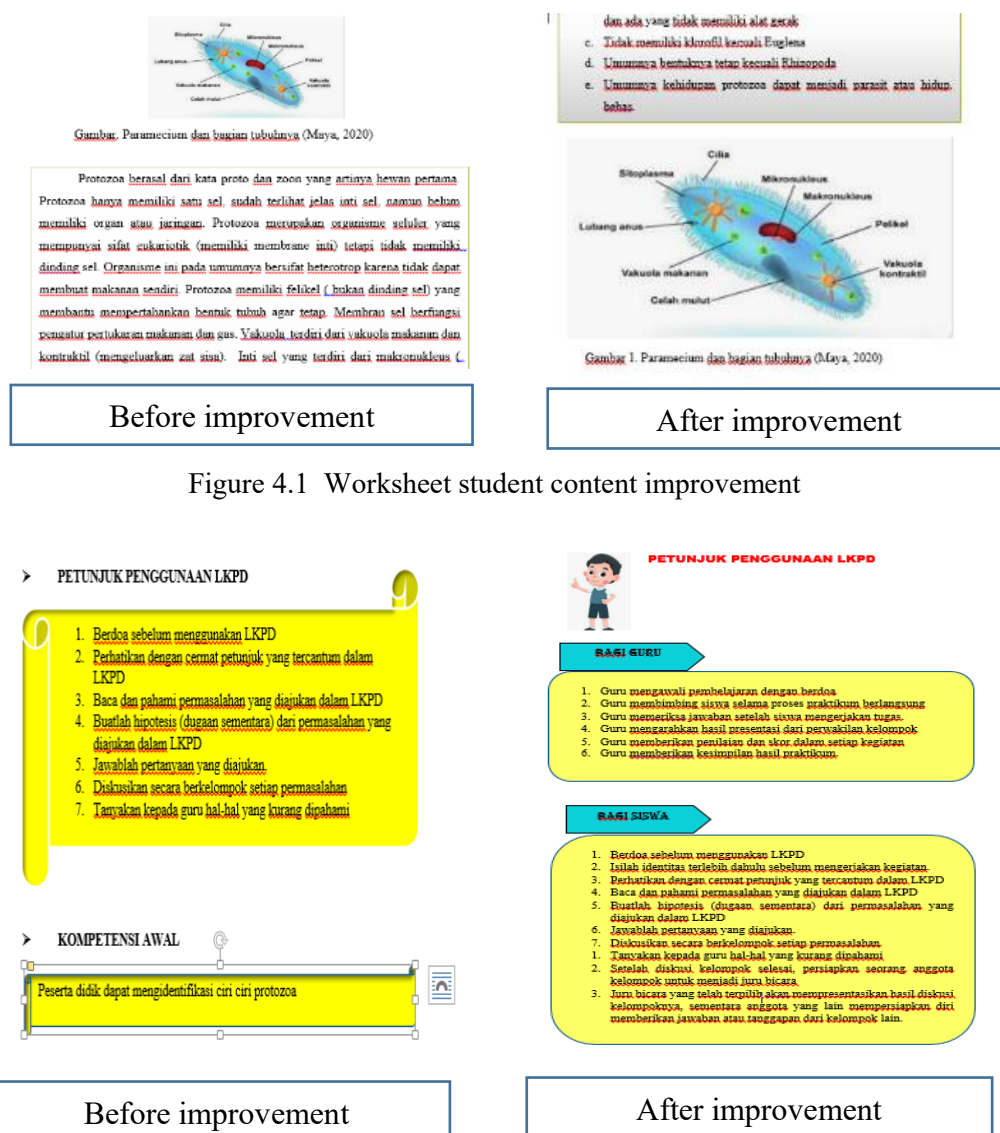 Cilia
Sitoplasma
Mikronukleus
Makronukleus
Lubang anus
Pelikel
Vakuola makanan
Vakuola
kontraktil
Celah mulut
Gambar. Paramecium dan bagian tubuhnya (Maya, 2020)
Protozoa berasal dari kata proto dan zoon yang artinya hewan pertama.
Protozoa hanya memiliki satu sel, sudah terlihat jelas inti sel, namun belum
memiliki organ atau jaringan. Protozoa merupakan organisme seluler yang
mempunyai sifat eukariotik (memiliki membrane inti) tetapi tidak memiliki
dinding sel. Organisme ini pada umumnya bersifat heterotrop karena tidak dapat
membuat makanan sendiri. Protozoa memiliki felikel ( bukan dinding sel) yang
membantu mempertahankan bentuk tubuh agar tetap. Membran sel berfungsi
pengatur pertukaran makanan dan gas. Vakuola terdiri dari vakuola makanan dan
kontraktil (mengeluarkan zat sisa). Inti sel yang terdiri dari makronukleus (
Before improvement
dan ada yang tidak memiliki alat gerak
c. Tidak memiliki klorofil kecuali Euglena
d. Umumnya bentuknya tetap kecuali Rhizopoda
e. Umumnya kehidupan protozoa dapat menjadi parasit atau hidup
bebas.
Cilia
Sitoplasma
Mikronukleus
Makronukleus
Lubang anus
Pelikel
Vakuola makanan
Vakuola
kontraktil
Celah mulut
Gambar 1. Paramecium dan bagian tubuhnya (Maya, 2020)
After improvement
Figure 4.1 Worksheet student content improvement
➤ PETUNJUK PENGGUNAAN LKPD
1. Berdoa sebelum menggunakan LKPD
2. Perhatikan dengan cermat petunjuk yang tercantum dalam
LKPD
3. Baca dan pahami permasalahan yang diajukan dalam LKPD
4. Buatlah hipotesis (dugaan sementara) dari permasalahan yang
diajukan dalam LKPD
5. Jawablah pertanyaan yang diajukan.
6. Diskusikan secara berkelompok setiap permasalahan
7. Tanyakan kepada guru hal-hal yang kurang dipahami
➤ KOMPETENSI AWAL
Peserta didik dapat mengidentifikasi ciri ciri protozoa
Before improvement
PETUNJUK PENGGUNAAN LKPD
BAGI GURU
1. Guru mengawali pembelajaran dengan berdoa
2. Guru membimbing siswa selama proses praktikum berlangsung
3. Guru memeriksa jawaban setelah siswa mengerjakan tugas.
4. Guru mengarahkan hasil presentasi dari perwakilan kelompok
5. Guru memberikan penilaian dan skor dalam setiap kegiatan
6. Guru memberikan kesimpilan hasil praktikum.
BAGI SISWA
1. Berdoa sebelum menggunakan LKPD
2. Isilah identitas terlebih dahulu sebelum mengerjakan kegiatan.
3. Perhatikan dengan cermat petunjuk yang tercantum dalam LKPD
4. Baca dan pahami permasalahan yang diajukan dalam LKPD
5. Buatlah hipotesis (dugaan sementara) dari permasalahan yang
diajukan dalam LKPD
6. Jawablah pertanyaan yang diajukan.
7. Diskusikan secara berkelompok setiap permasalahan
1. Tanyakan kepada guru hal-hal yang kurang dipahami
2. Setelah diskusi kelompok selesai, persiapkan seorang anggota
kelompok untuk menjadi juru bicara
3. Juru bicara yang telah terpilih akan mempresentasikan hasil diskusi
kelompoknya, sementara anggota yang lain mempersiapkan diri
memberikan jawaban atau tanggapan dari kelompok lain.
After improvement